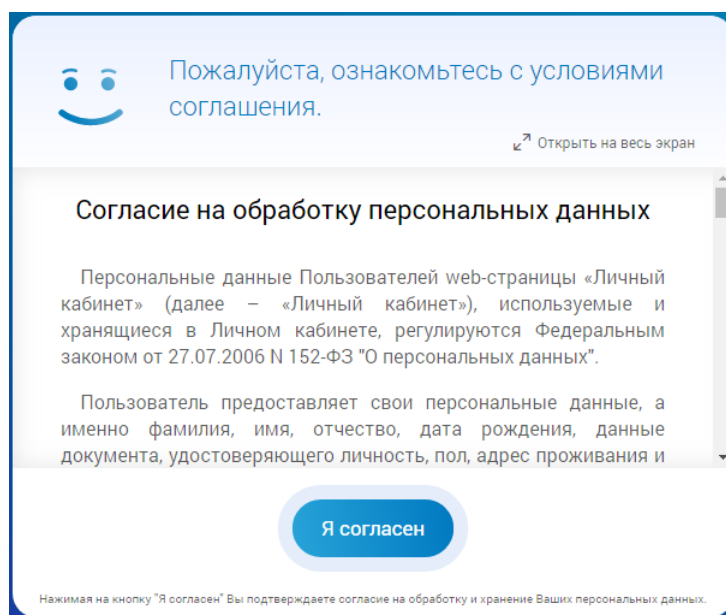 Пожалуйста, ознакомьтесь с условиями
соглашения.
Открыть на весь экран
Согласие на обработку персональных данных
Персональные данные Пользователей web-страницы «Личный
кабинет» (далее – «Личный кабинет»), используемые и
хранящиеся в Личном кабинете, регулируются Федеральным
законом от 27.07.2006 N 152-ФЗ "О персональных данных".
Пользователь предоставляет свои персональные данные, а
именно фамилия, имя, отчество, дата рождения, данные
документа, удостоверяющего личность, пол, адрес проживания и
Я согласен
Нажимая на кнопку "Я согласен" Вы подтверждаете согласие на обработку и хранение Ваших персональных данных.